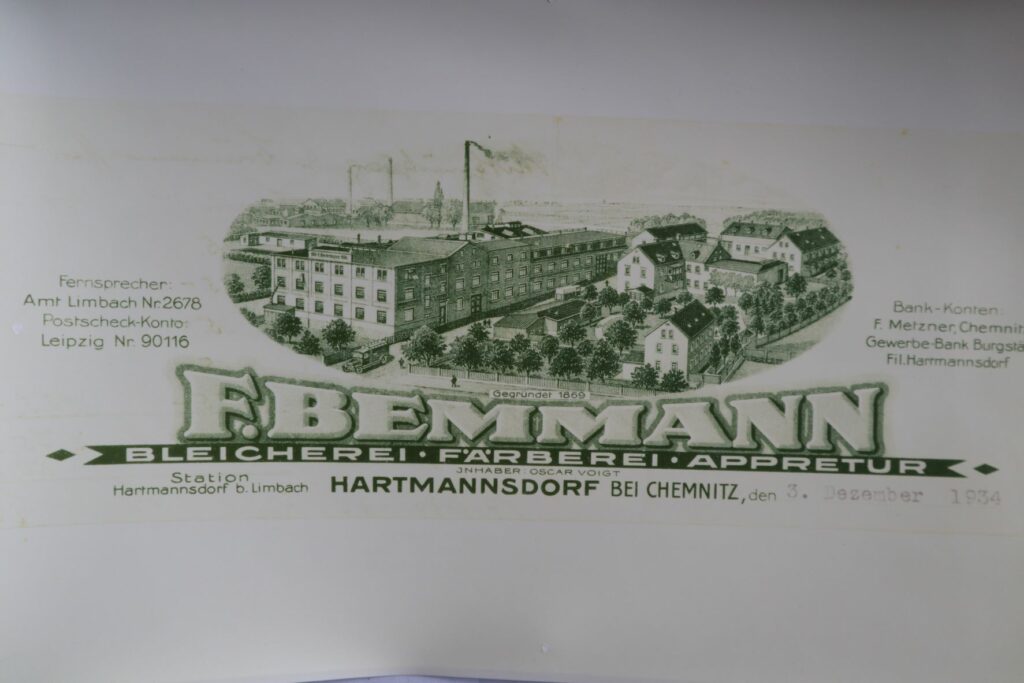 Fernsprecher:
Amt Limbach Nr. 2678
Postscheck-Konto:
Leipzig Nr. 90116
Bank-Konten:
F. Metzner, Chemnit
Gewerbe-Bank Burgstä
Fil. Hartmannsdorf
Gegründet 1869
F. BEMMANN
BLEICHEREI · FÄRBEREI · APPRETUR
JNHABER: OSCAR VOIGT
Station
Hartmannsdorf b. Limbach
HARTMANNSDORF BEI CHEMNITZ, den 3. Dezember 1934